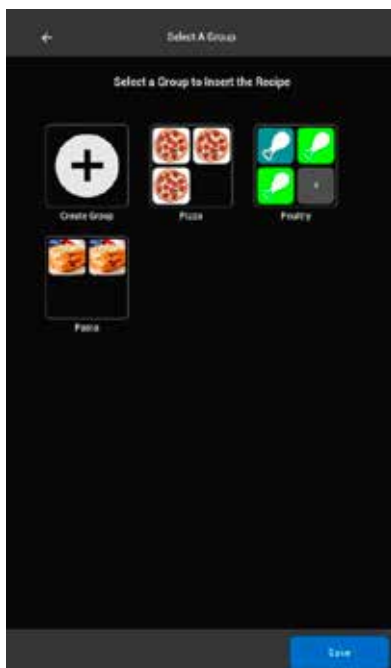 Select A Group
Select a Group to Insert the Recipe
Create Group
Pizza
Poultry
Pasta
Save